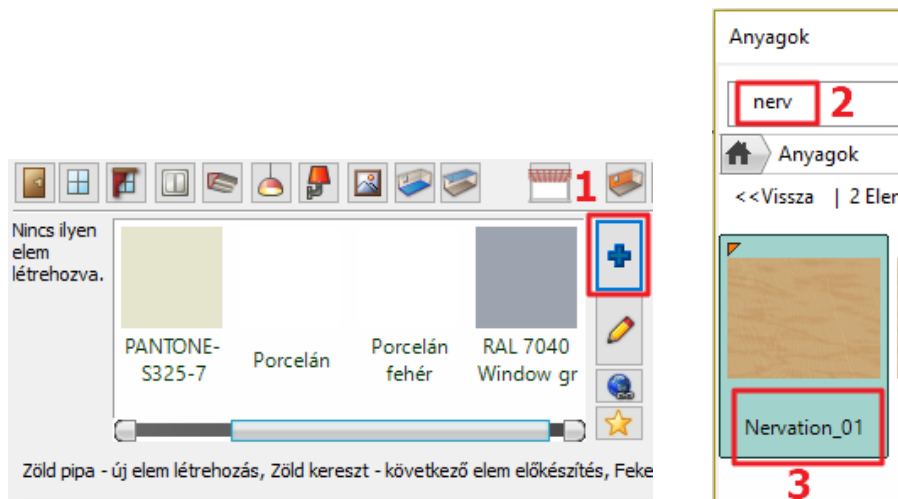 Anyagok
nerv
2
Anyagok
<<Vissza | 2 Eler
1
Nincs ilyen
elem
létrehozva.
PANTONE-
S325-7
Porcelán
Porcelán
fehér
RAL 7040
Window gr
Nervation_01
3
Zöld pipa - új elem létrehozás, Zöld kereszt - következő elem előkészítés, Feke